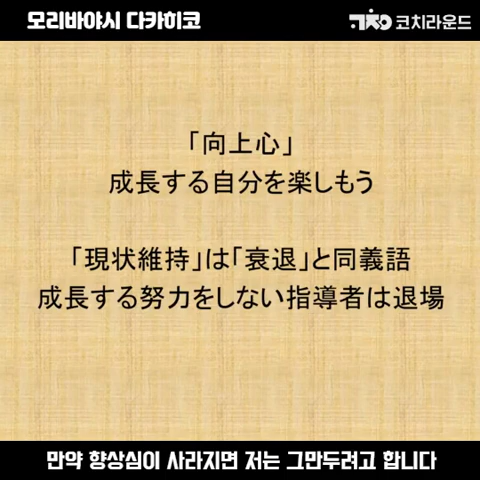 모리바야시 다카히코
코치라운드
「向上心」
成長する自分を楽しもう
「現状維持」は「衰退」と同義語
成長する努力をしない指導者は退場
만약 향상심이 사라지면 저는 그만두려고 합니다